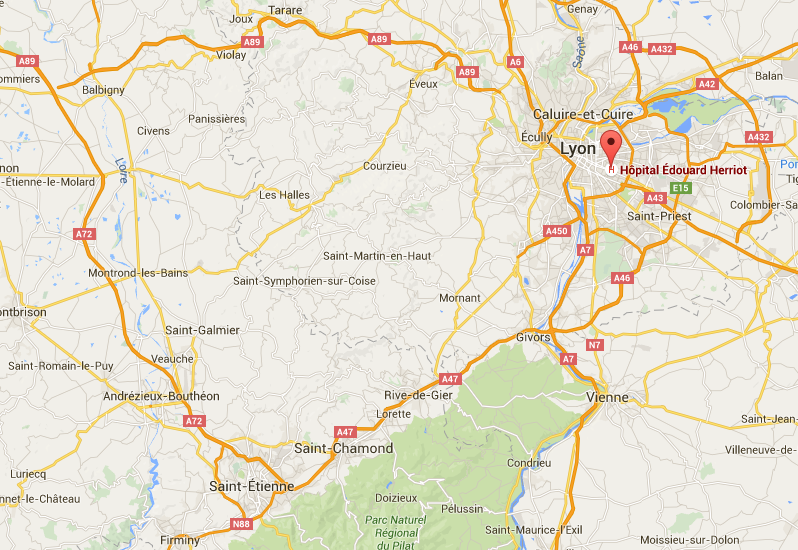 Genay
Tarare
Joux
A89
A89
A46
A432
Saône
Violay
A6
A89
ommiers
A89
Balan
Éveux
A42
Balbigny
Caluire-et-Cuire
Panissières
Civens
Écully
A432
Lyon
Loire
Courzieu
H
Hôpital Édouard Herriot
non
Pon
-Étienne-le-Molard
E15
Tig
Les Halles
A43
Colombier-Sa
Saint-Priest
A72
A450
A7
Saint-Martin-en-Haut
Montrond-les-Bains
A46
Saint-Symphorien-sur-Coise
Mornant
ontbrison
Saint-Galmier
Givors
N7
Veauche
A7
Saint-Romain-le-Puy
A47
Andrézieux-Bouthéon
Rive-de-Gier
Vienne
Lorette
A72
Saint-Jean-
A47
Saint-Chamond
Villeneuve-de-
Condrieu
Luriecq
Saint-Étienne
nnet-le-Château
Doizieux
Pélussin
N88
Parc Naturel
Régional
du Pilat
Saint-Maurice-l'Exil
Firminy
Moissieu-sur-Dolon